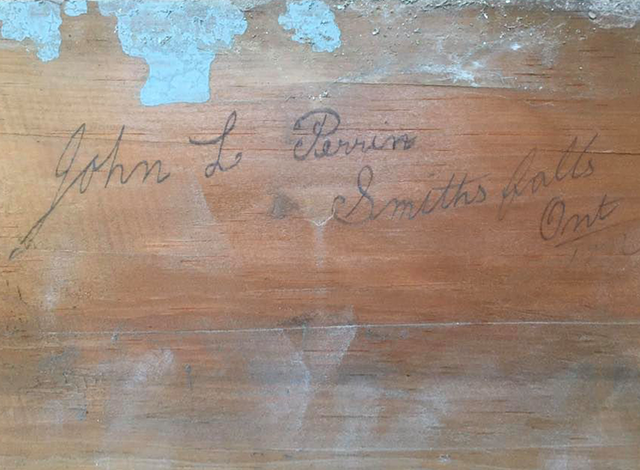 John L Perrin
Smiths Falls
Ont